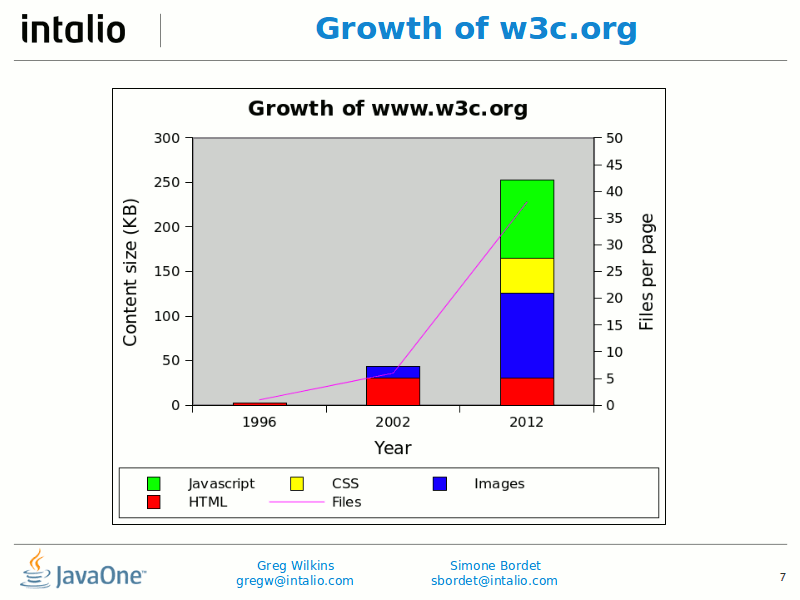 intalio
Growth of w3c.org
Growth of www.w3c.org
300
250
200
150
100
50
0
Content size (KB)
50
45
40
35
30
25
20
15
10
5
0
Files per page
1996 2002 2012
Year
Javascript CSS Images
HTML Files
JavaOne™
Greg Wilkins
gregw@intalio.com
Simone Bordet
sbordet@intalio.com
7